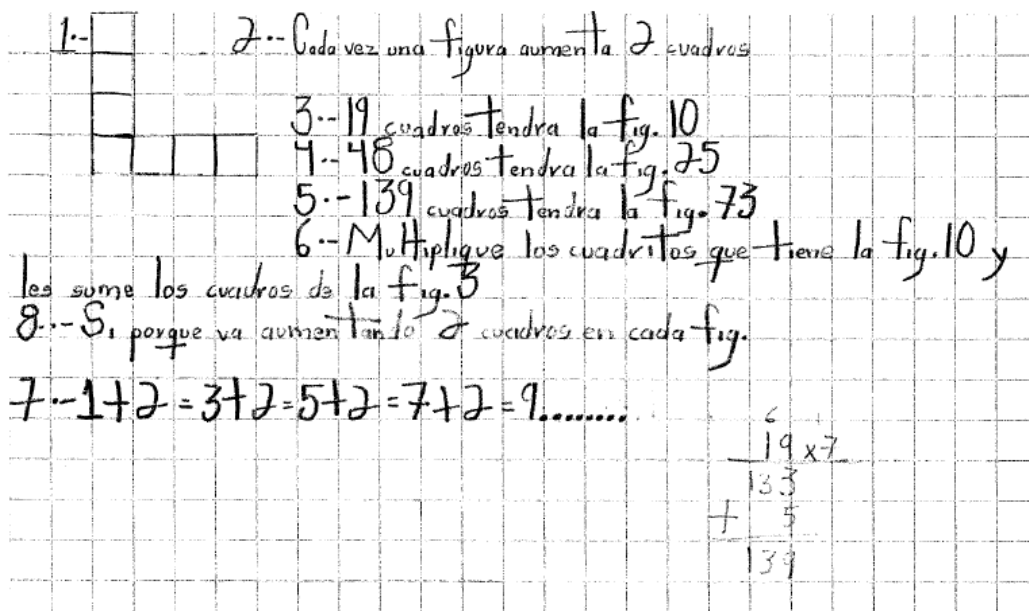 1.-
2.- Cada vez una figura aumenta 2 cuadros
3.- 19 cuadros tendra la fig. 10
4.- 48 cuadros tendra la fig. 25
5.- 139 cuadros tendra la fig. 73
6.- Multiplique los cuadritos que tiene la fig. 10 y
les sume los cuadros de la fig. 3
8.- Si porque va aumentando 2 cuadros en cada fig.
7.- 1+2=3+2=5+2=7+2=9........
6
19 x7
133
+ 5
139